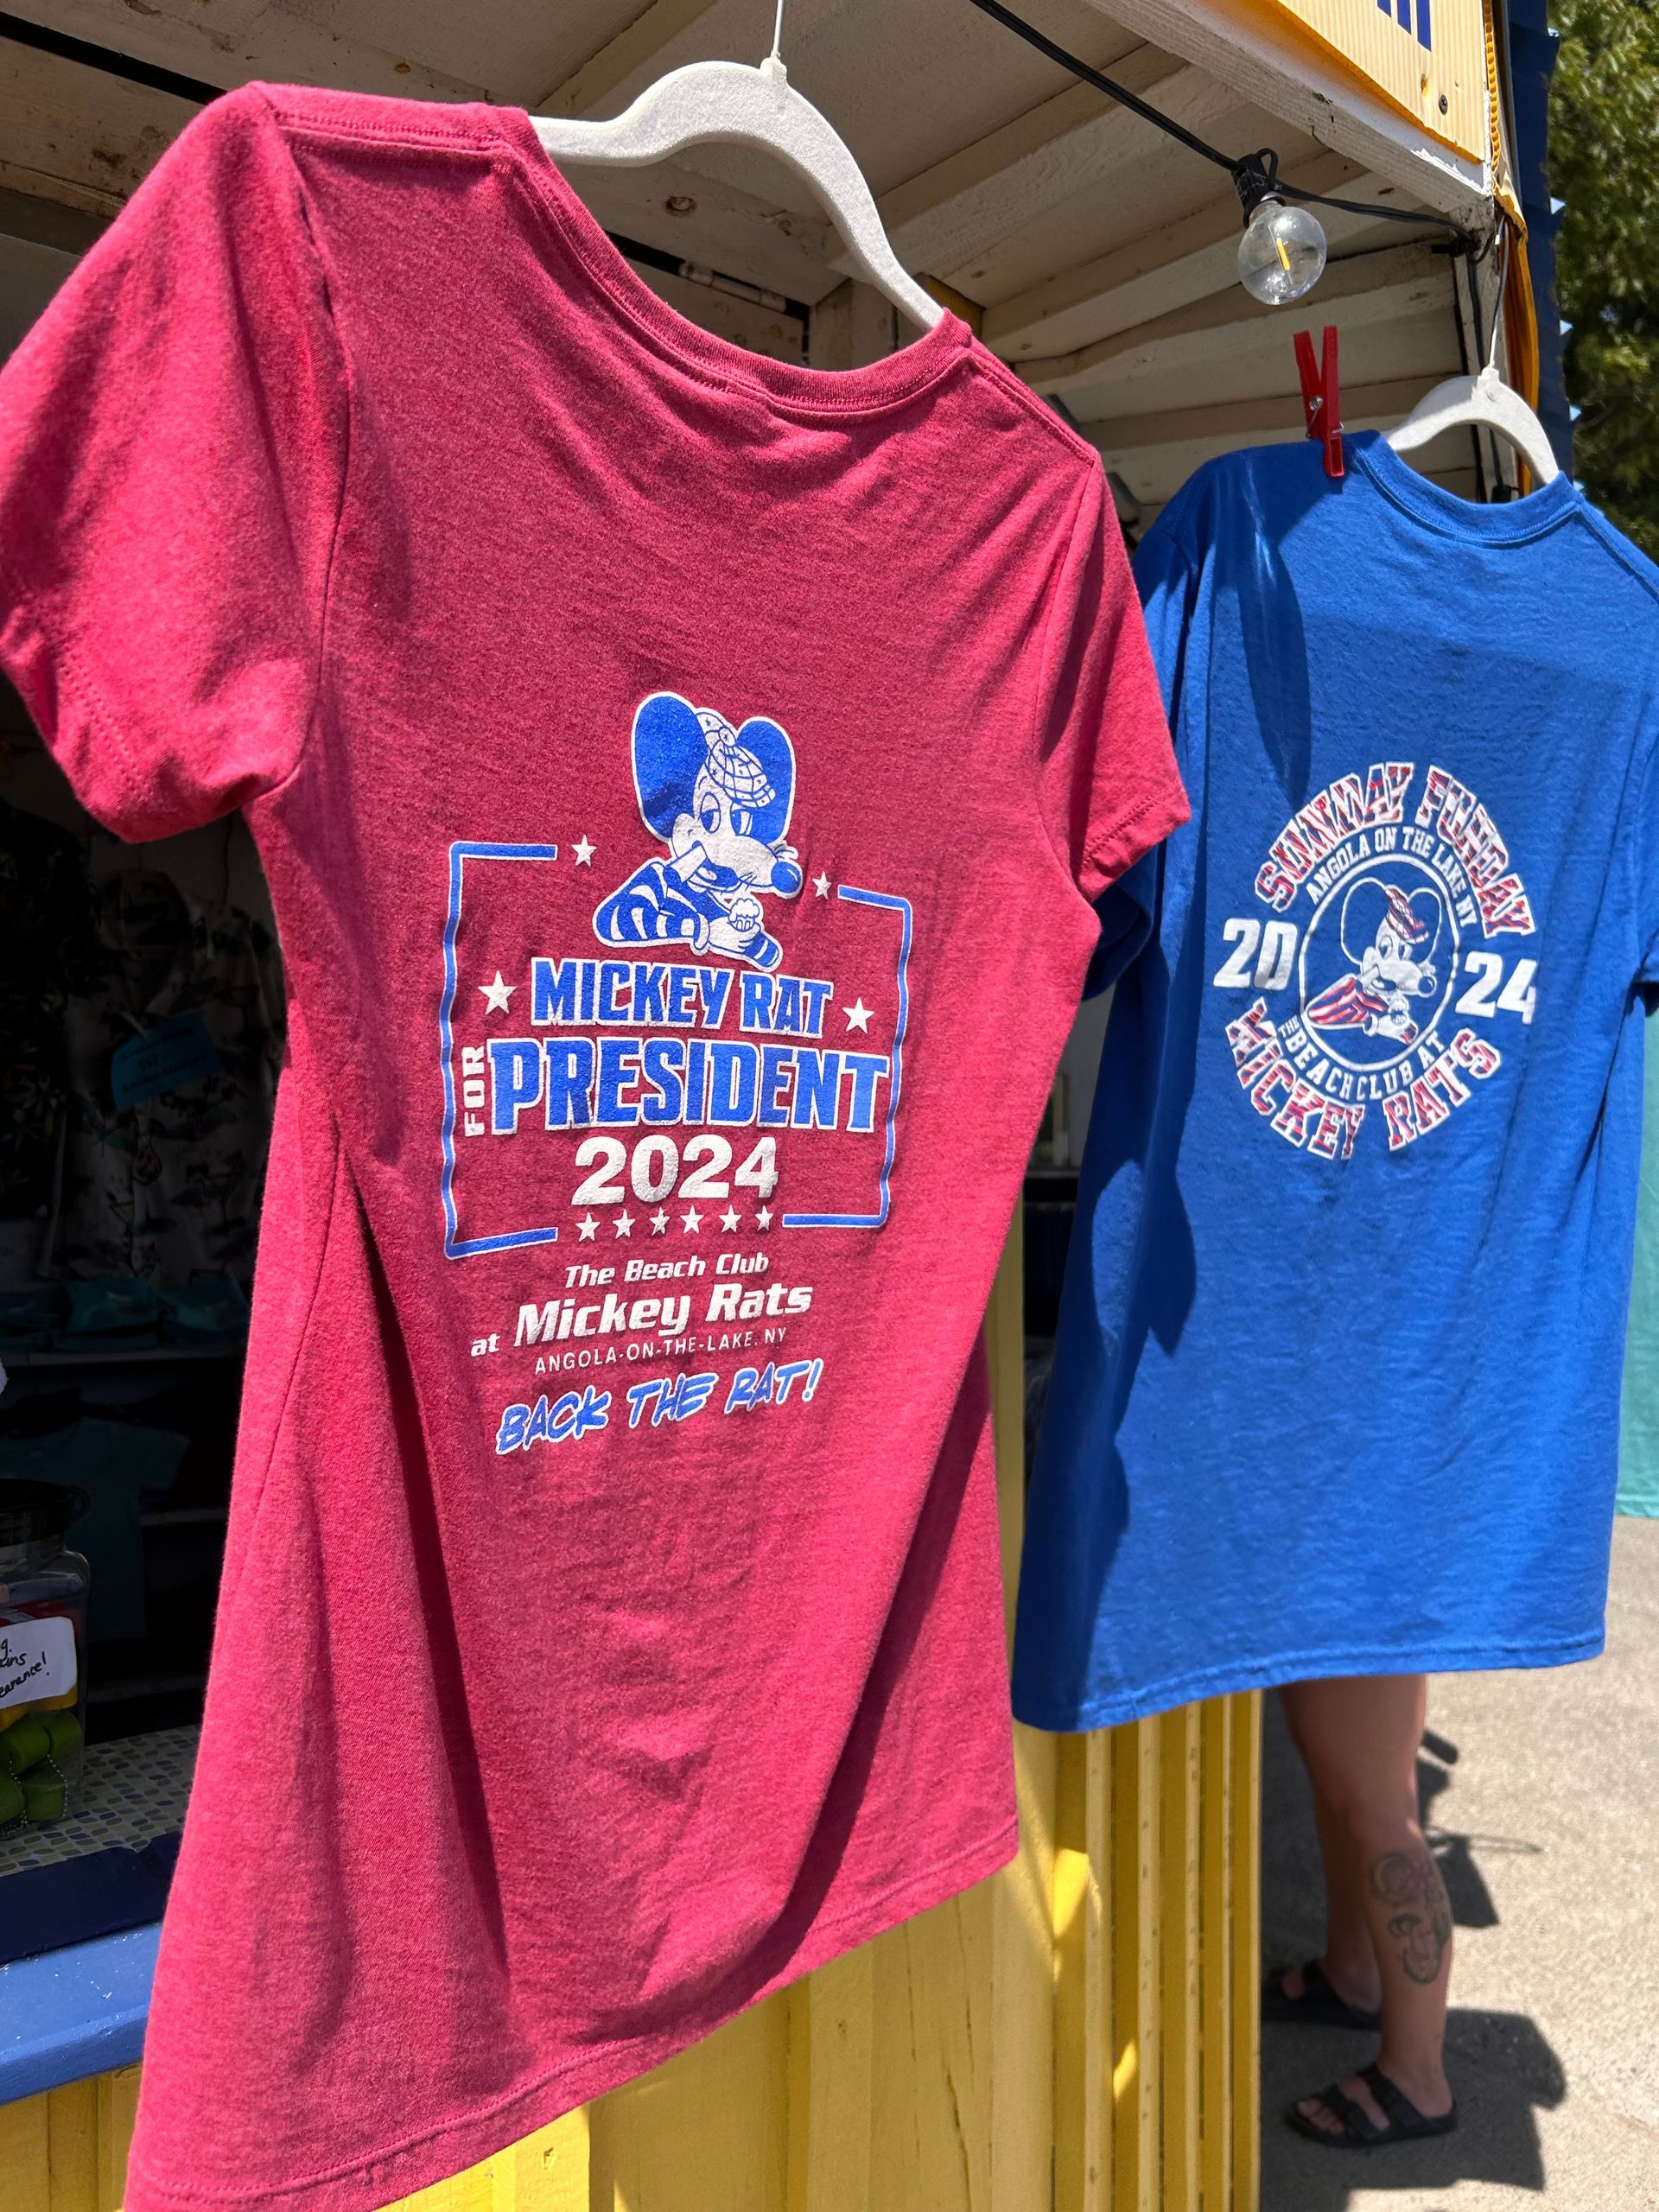 MICKEY RAT
FOR PRESIDENT
2024
The Beach Club
at Mickey Rats
ANGOLA-ON-THE-LAKE, NY
BACK THE RAT!
SUNDAY FUNDAY
ANGOLA ON THE LAKE NY
20 24
THE BEACH CLUB AT
MICKEY RATS